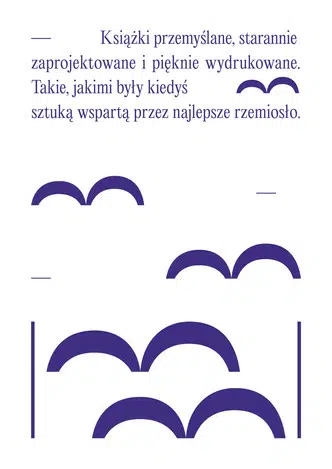 — Książki przemyślane, starannie
zaprojektowane i pięknie wydrukowane.
Takie, jakimi były kiedyś
sztuką wspartą przez najlepsze rzemiosło.